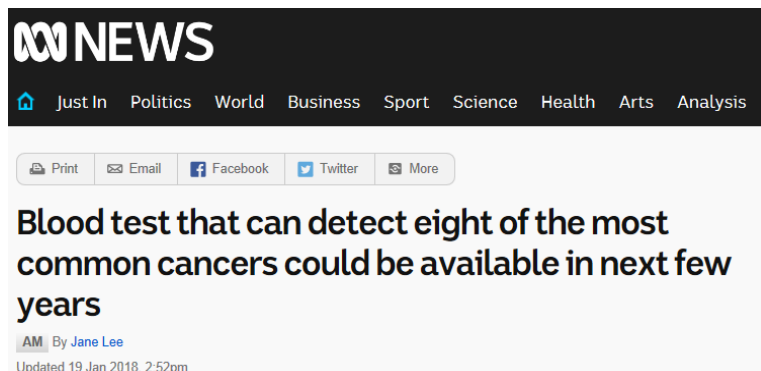 NEWS
Just In Politics World Business Sport Science Health Arts Analysis
Print Email Facebook Twitter More
Blood test that can detect eight of the most
common cancers could be available in next few
years
AM By Jane Lee
Updated 19 Jan 2018, 2:52pm